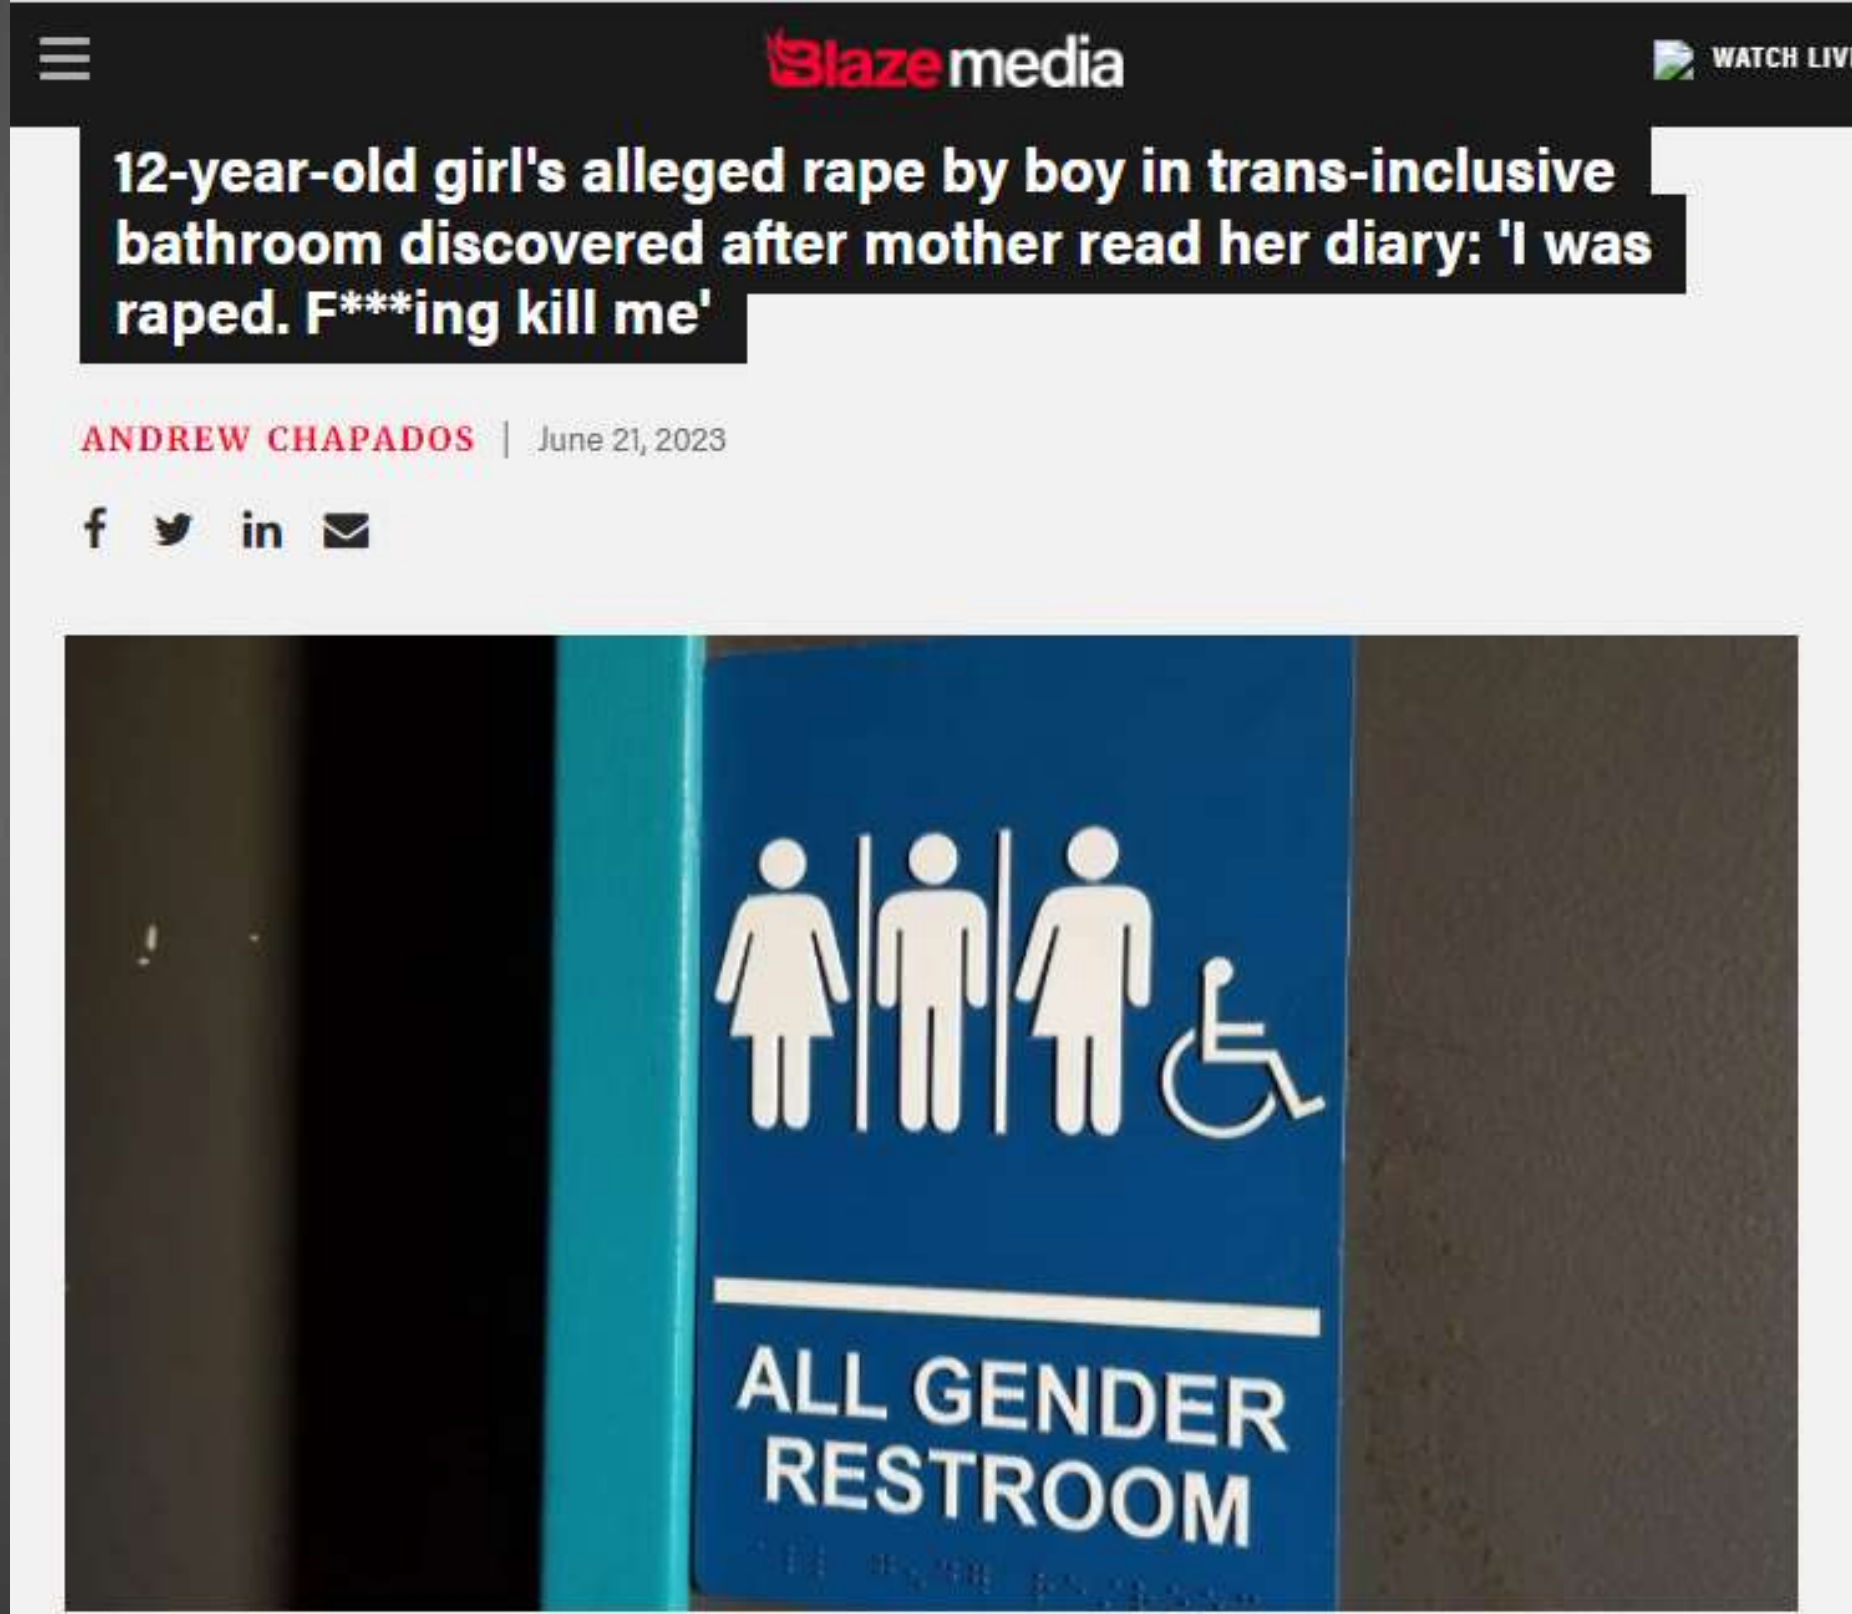 Blaze media
WATCH LIV
12-year-old girl's alleged rape by boy in trans-inclusive
bathroom discovered after mother read her diary: 'I was
raped. F***ing kill me'
ANDREW CHAPADOS | June 21, 2023
ALL GENDER
RESTROOM